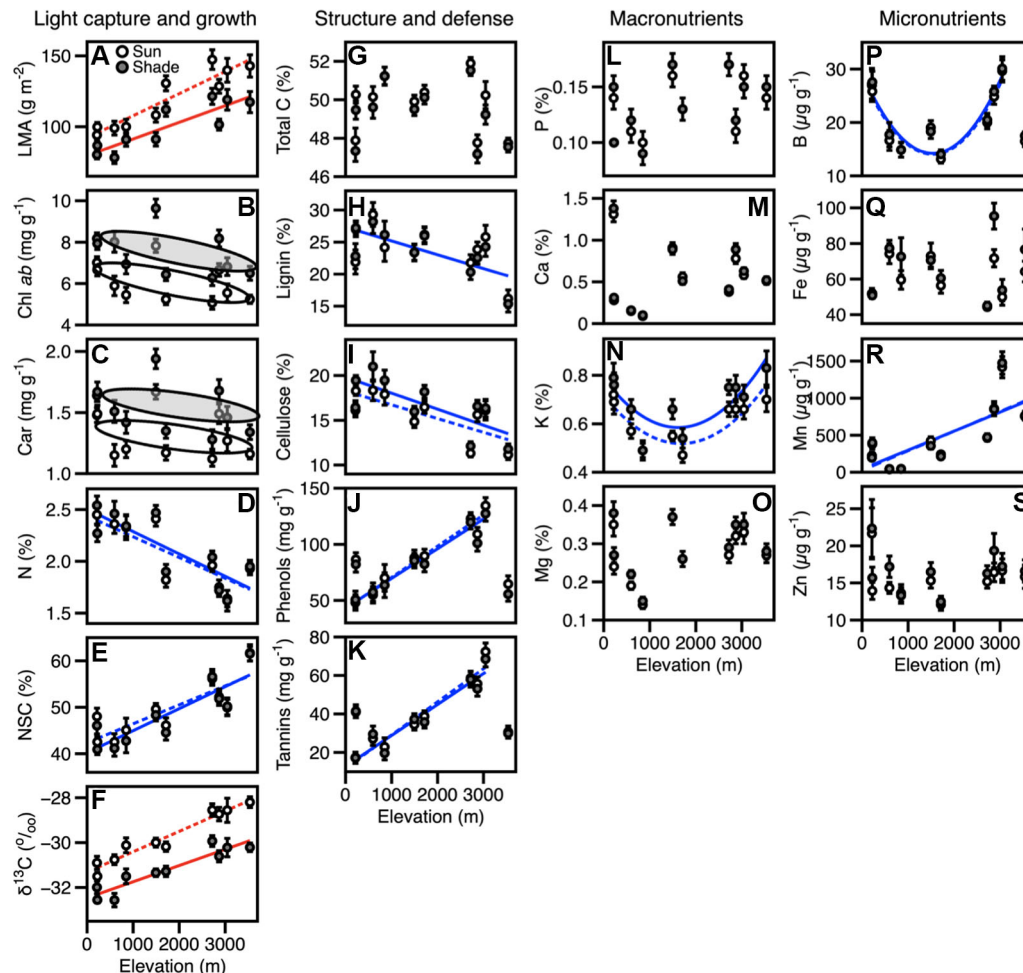 Light capture and growth
Structure and defense
Macronutrients
Micronutrients
A
Sun
Shade
LMA (g m⁻²)
150
100
B
Chl ab (mg g⁻¹)
10
8
6
4
C
Car (mg g⁻¹)
2.0
1.5
1.0
D
N (%)
2.5
2.0
1.5
E
NSC (%)
60
50
40
F
δ¹³C (⁰/₀₀)
−28
−30
−32
0 1000 2000 3000
Elevation (m)
G
Total C (%)
52
50
48
46
H
Lignin (%)
30
25
20
15
I
Cellulose (%)
20
15
10
J
Phenols (mg g⁻¹)
150
100
50
K
Tannins (mg g⁻¹)
80
60
40
20
0 1000 2000 3000
Elevation (m)
L
P (%)
0.15
0.10
M
Ca (%)
1.5
1.0
0.5
0
N
K (%)
0.8
0.6
0.4
O
Mg (%)
0.4
0.3
0.2
0.1
0 1000 2000 3000
Elevation (m)
P
B (µg g⁻¹)
30
20
10
Q
Fe (µg g⁻¹)
100
80
60
40
R
Mn (µg g⁻¹)
1500
1000
500
0
S
Zn (µg g⁻¹)
25
20
15
10
0 1000 2000 3000
Elevation (m)